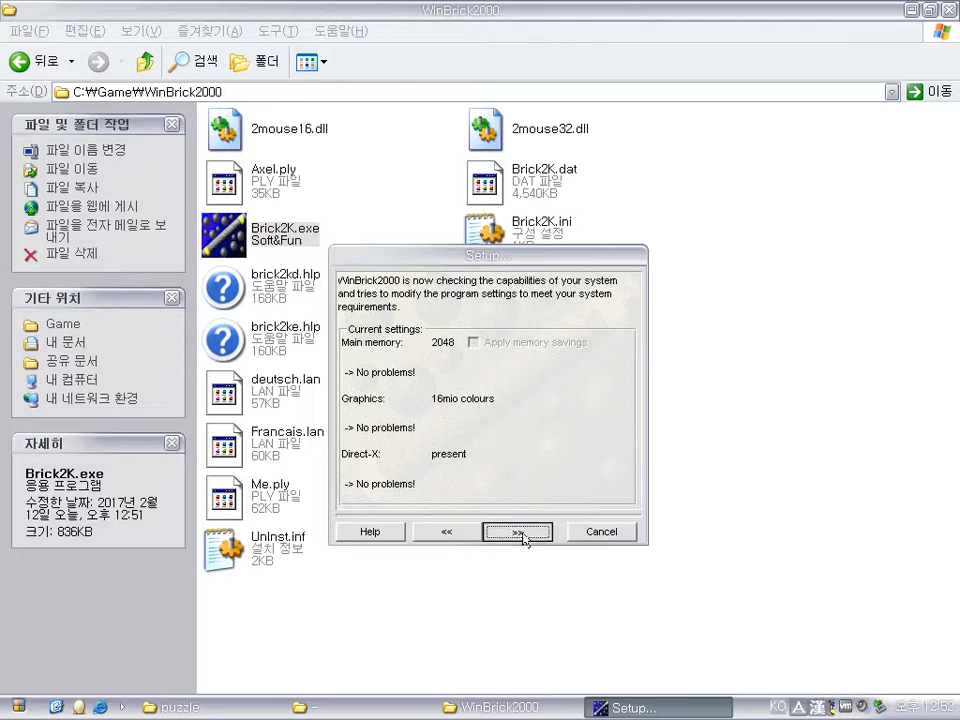 WinBrick2000
파일(F) 편집(E) 보기(V) 즐겨찾기(A) 도구(T) 도움말(H)
뒤로 검색 폴더
주소(D) C:₩Game₩WinBrick2000 이동
파일 및 폴더 작업
파일 이름 변경
파일 이동
파일 복사
파일을 웹에 게시
파일을 전자 메일로 보
내기
파일 삭제
기타 위치
Game
내 문서
공유 문서
내 컴퓨터
내 네트워크 환경
자세히
Brick2K.exe
응용 프로그램
수정한 날짜: 2017년 2월
12일 오늘, 오후 12:51
크기: 836KB
2mouse16.dll
2mouse32.dll
Axel.ply
PLY 파일
35KB
Brick2K.dat
DAT 파일
4,540KB
Brick2K.exe
Soft&Fun
Brick2K.ini
구성 설정
1KB
brick2kd.hlp
도움말 파일
168KB
brick2ke.hlp
도움말 파일
160KB
deutsch.lan
LAN 파일
57KB
Francais.lan
LAN 파일
60KB
Me.ply
PLY 파일
62KB
UnInst.inf
설치 정보
2KB
Setup...
WinBrick2000 is now checking the capabilities of your system
and tries to modify the program settings to meet your system
requirements.
Current settings:
Main memory: 2048 Apply memory savings
-> No problems!
Graphics: 16mio colours
-> No problems!
Direct-X: present
-> No problems!
Help << >> Cancel
puzzle - WinBrick2000 Setup... KO A 漢 vm 오후 12:52